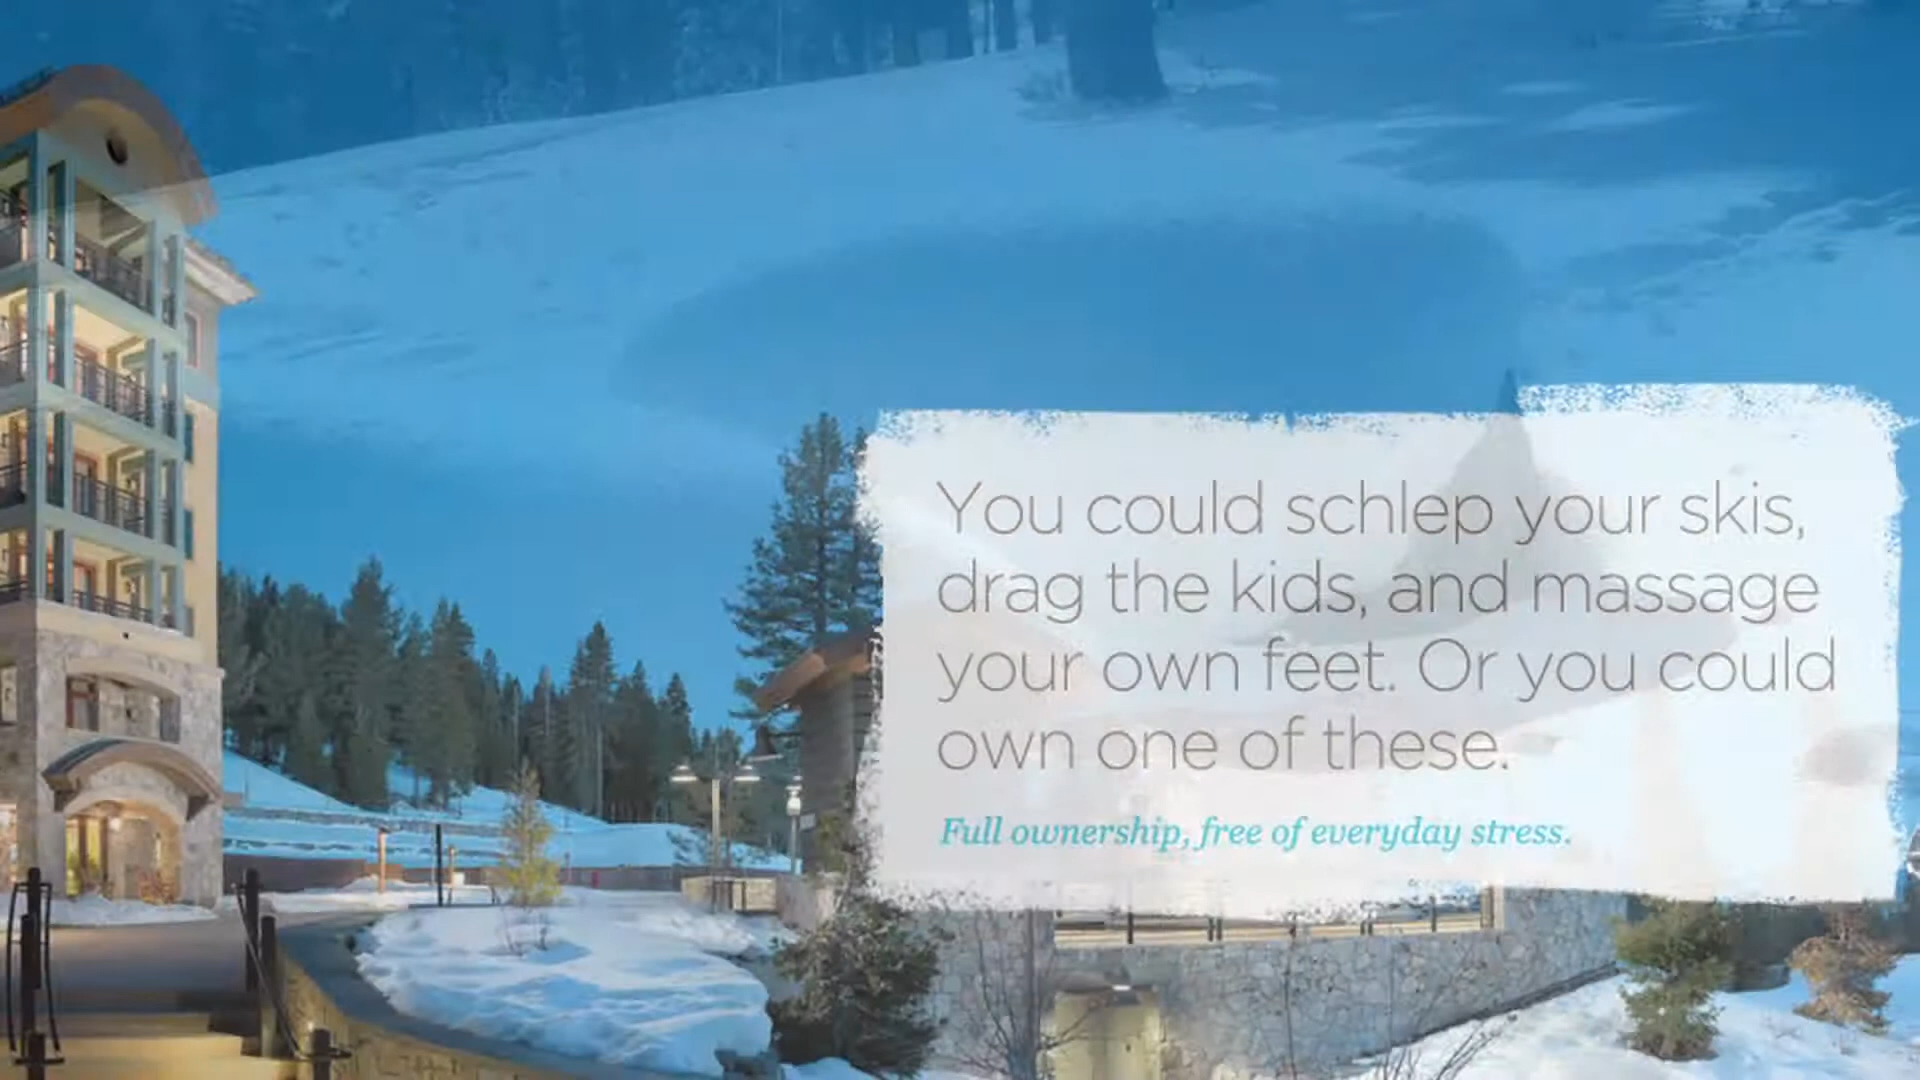 You could schlep your skis,
drag the kids, and massage
your own feet. Or you could
own one of these.
Full ownership, free of everyday stress.